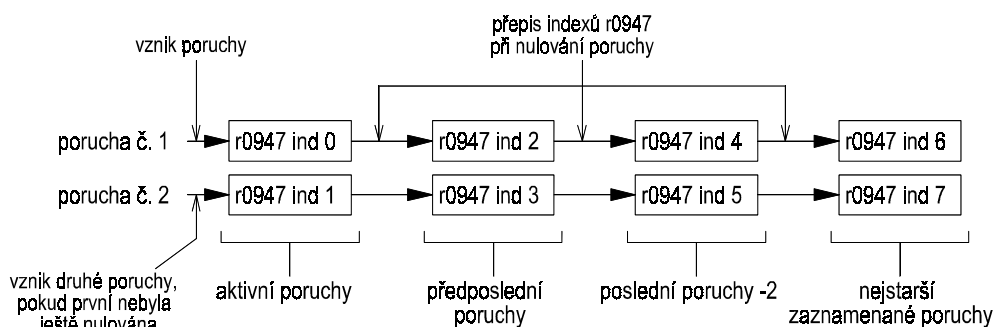 přepis indexů r0947
při nulování poruchy
vznik poruchy
porucha č. 1
r0947 ind 0
r0947 ind 2
r0947 ind 4
r0947 ind 6
porucha č. 2
r0947 ind 1
r0947 ind 3
r0947 ind 5
r0947 ind 7
vznik druhé poruchy,
pokud první nebyla
ještě nulována
aktivní poruchy
předposlední
poruchy
poslední poruchy -2
nejstarší
zaznamenané poruchy